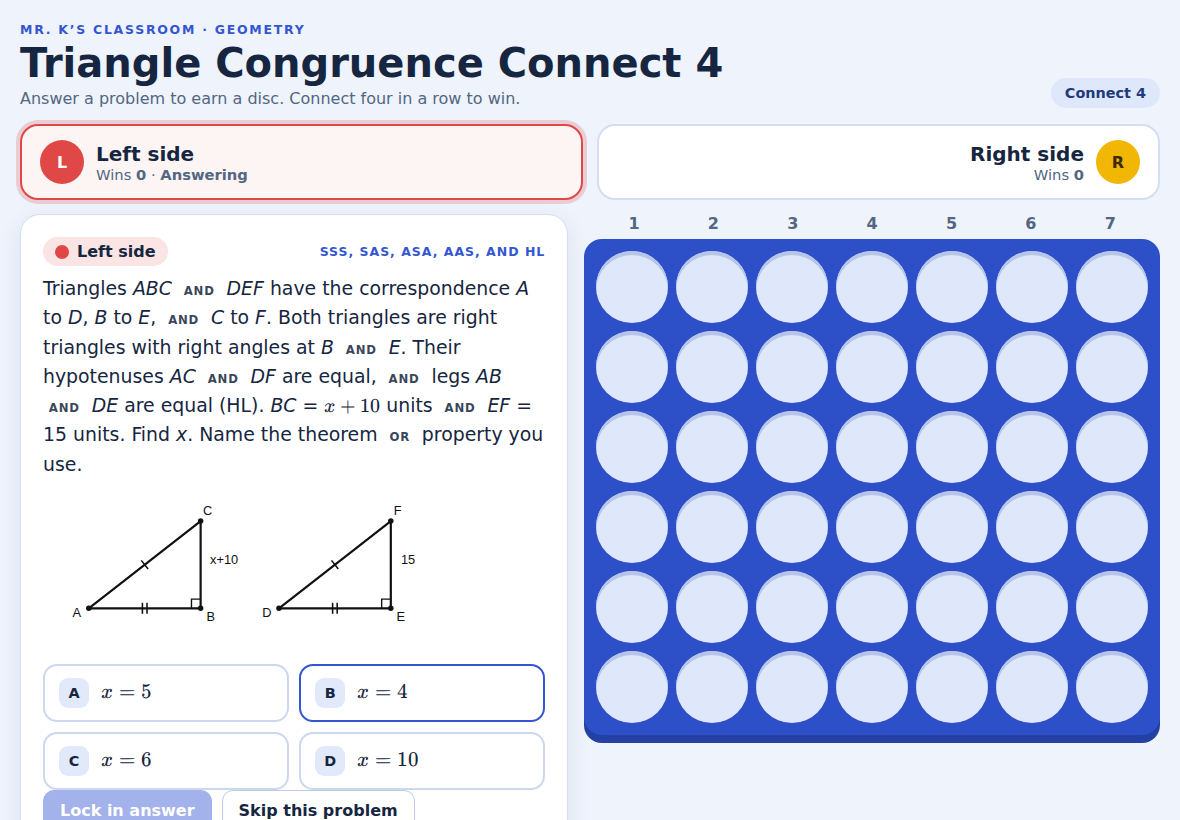 MR. K’S CLASSROOM · GEOMETRY
Triangle Congruence Connect 4
Answer a problem to earn a disc. Connect four in a row to win.
Connect 4
L
Left side
Wins 0 · Answering
Right side
Wins 0
R
Left side
SSS, SAS, ASA, AAS, AND HL
Triangles ABC AND DEF have the correspondence A
to D, B to E, AND C to F. Both triangles are right
triangles with right angles at B AND E. Their
hypotenuses AC AND DF are equal, AND legs AB
AND DE are equal (HL). BC = x + 10 units AND EF =
15 units. Find x. Name the theorem OR property you
use.
C
F
x+10
15
A
B
D
E
A x = 5
B x = 4
C x = 6
D x = 10
Lock in answer
Skip this problem
1 2 3 4 5 6 7